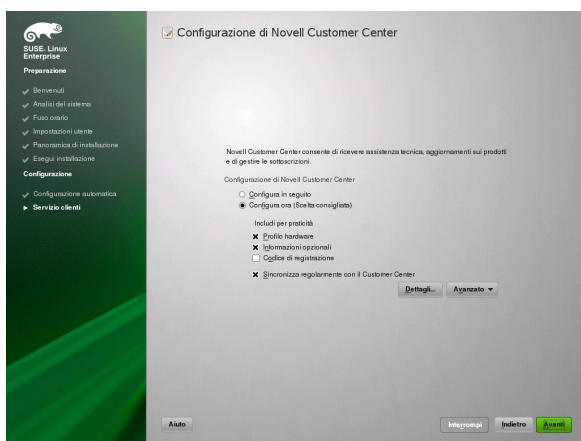 SUSE. Linux
Enterprise
Preparazione
Benvenuti
Analisi del sistema
Fuso orario
Impostazioni utente
Panoramica di installazione
Esegui installazione
Configurazione
Configurazione automatica
Servizio clienti
Configurazione di Novell Customer Center
Novell Customer Center consente di ricevere assistenza tecnica, aggiornamenti sui prodotti
e di gestire le sottoscrizioni.
Configurazione di Novell Customer Center
Configura in seguito
Configura ora (Scelta consigliata)
Includi per praticità
Profilo hardware
Informazioni opzionali
Codice di registrazione
Sincronizza regolarmente con il Customer Center
Dettagli... Avanzato
Aiuto Interrompi Indietro Avanti